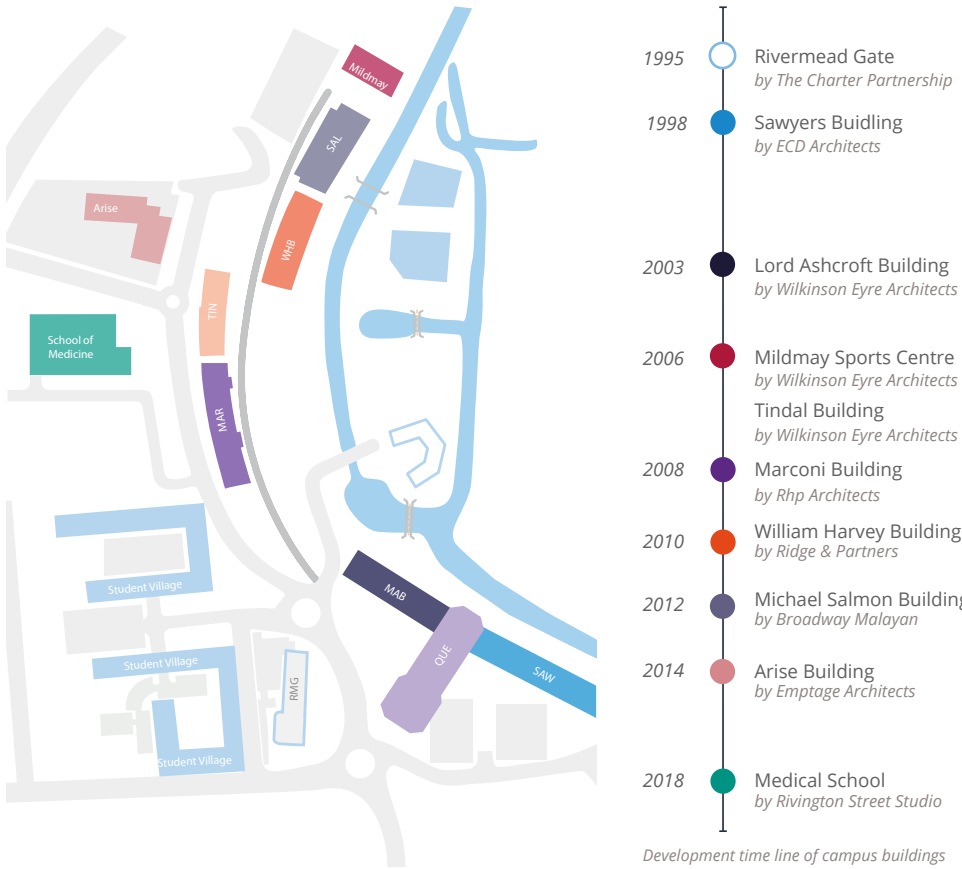 Mildmay
SAL
Arise
WHB
TIN
School of
Medicine
MAR
Student Village
MAB
QUE
SAW
Student Village
RMG
Student Village
1995
Rivermead Gate
by The Charter Partnership
1998
Sawyers Buidling
by ECD Architects
2003
Lord Ashcroft Building
by Wilkinson Eyre Architects
2006
Mildmay Sports Centre
by Wilkinson Eyre Architects
Tindal Building
by Wilkinson Eyre Architects
2008
Marconi Building
by Rhp Architects
2010
William Harvey Building
by Ridge & Partners
2012
Michael Salmon Building
by Broadway Malayan
2014
Arise Building
by Emptage Architects
2018
Medical School
by Rivington Street Studio
Development time line of campus buildings